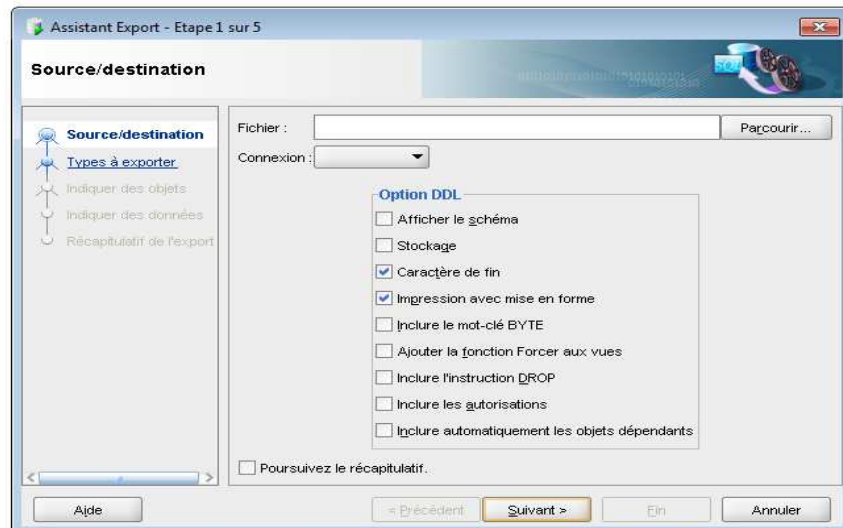 Assistant Export - Etape 1 sur 5
Source/destination
SQL
Source/destination
Types à exporter
Indiquer des objets
Indiquer des données
Récapitulatif de l'export
Fichier :
Parcourir...
Connexion :
Option DDL
Afficher le schéma
Stockage
Caractère de fin
Impression avec mise en forme
Inclure le mot-clé BYTE
Ajouter la fonction Forcer aux vues
Inclure l'instruction DROP
Inclure les autorisations
Inclure automatiquement les objets dépendants
Poursuivez le récapitulatif.
Aide
< Précédent
Suivant >
Fin
Annuler